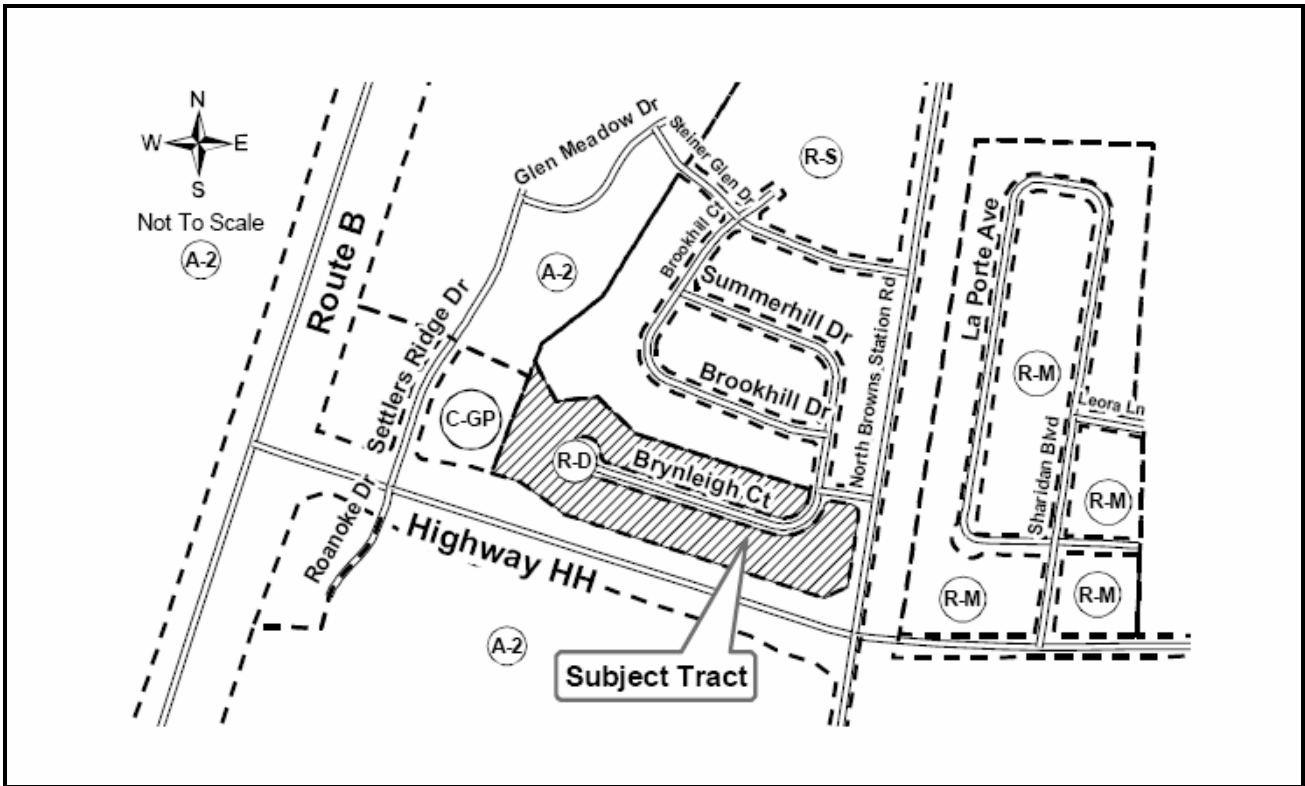 N
W E
S
Not To Scale
A-2
Route B
Glen Meadow Dr
Steiner Glen Dr
R-S
A-2
Brookhill Ct
Summerhill Dr
Brookhill Dr
North Browns Station Rd
La Porte Ave
R-M
Leora Ln
Sharidan Blvd
R-M
R-M
R-M
Settlers Ridge Dr
C-GP
R-D
Brynleigh Ct
Roanoke Dr
Highway HH
A-2
Subject Tract